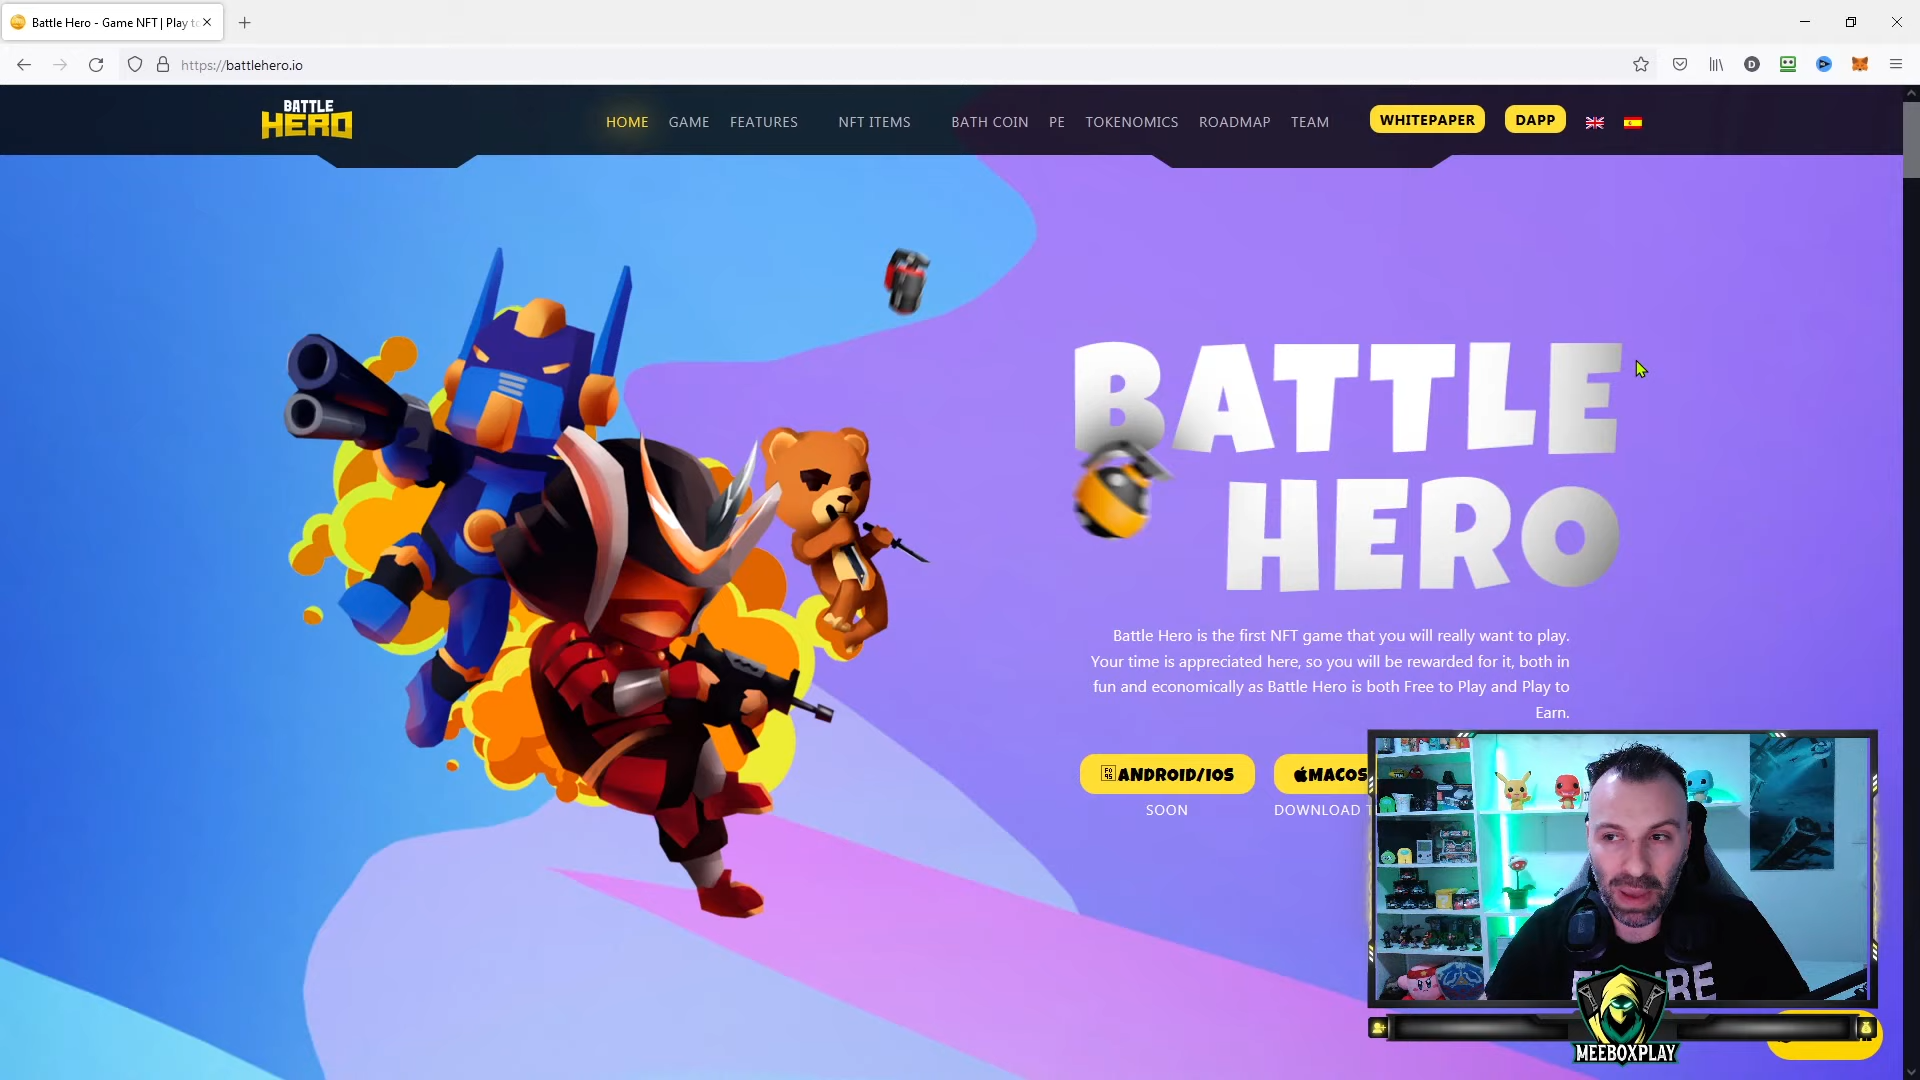 Battle Hero - Game NFT | Play to
https://battlehero.io
BATTLE
HERO
HOME GAME FEATURES NFT ITEMS BATH COIN PE TOKENOMICS ROADMAP TEAM WHITEPAPER DAPP
BATTLE
HERO
Battle Hero is the first NFT game that you will really want to play.
Your time is appreciated here, so you will be rewarded for it, both in
fun and economically as Battle Hero is both Free to Play and Play to
Earn.
ANDROID/IOS MACOS
SOON DOWNLOAD
MEEBOXPLAY